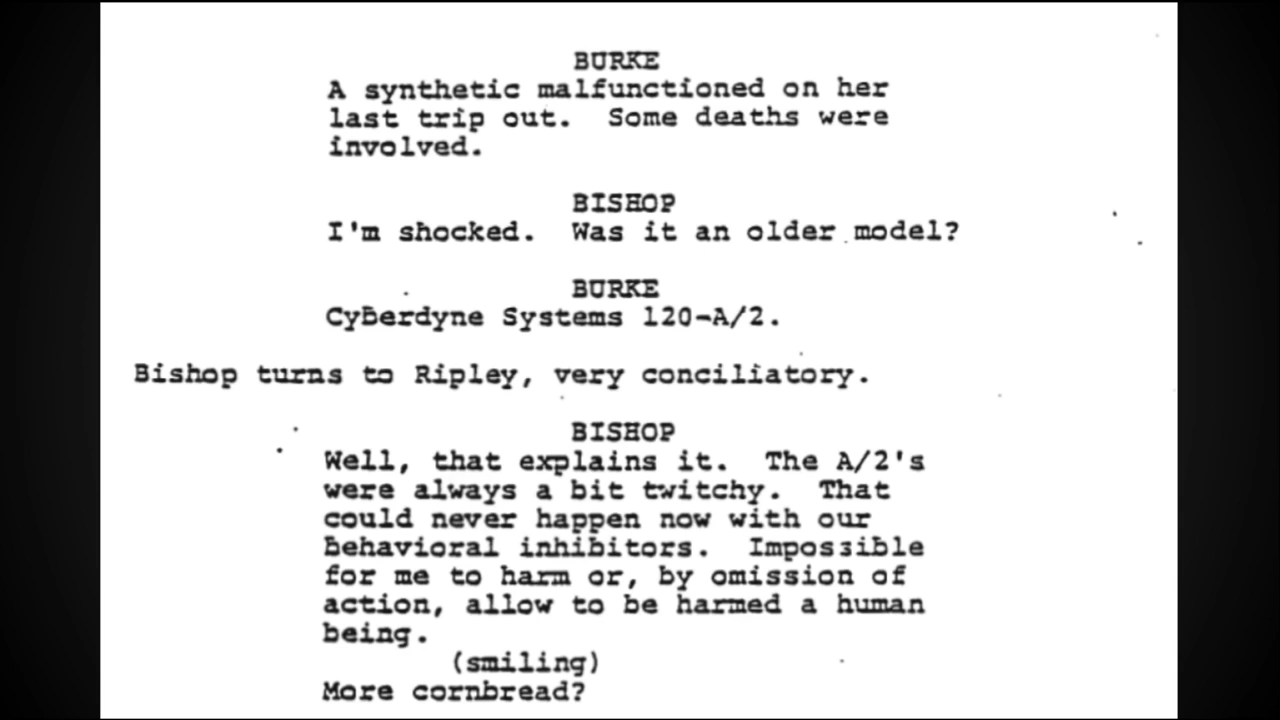 BURKE
A synthetic malfunctioned on her
last trip out. Some deaths were
involved.
BISHOP
I'm shocked. Was it an older model?
BURKE
Cyberdyne Systems 120-A/2.
Bishop turns to Ripley, very conciliatory.
BISHOP
Well, that explains it. The A/2's
were always a bit twitchy. That
could never happen now with our
behavioral inhibitors. Impossible
for me to harm or, by omission of
action, allow to be harmed a human
being.
(smiling)
More cornbread?